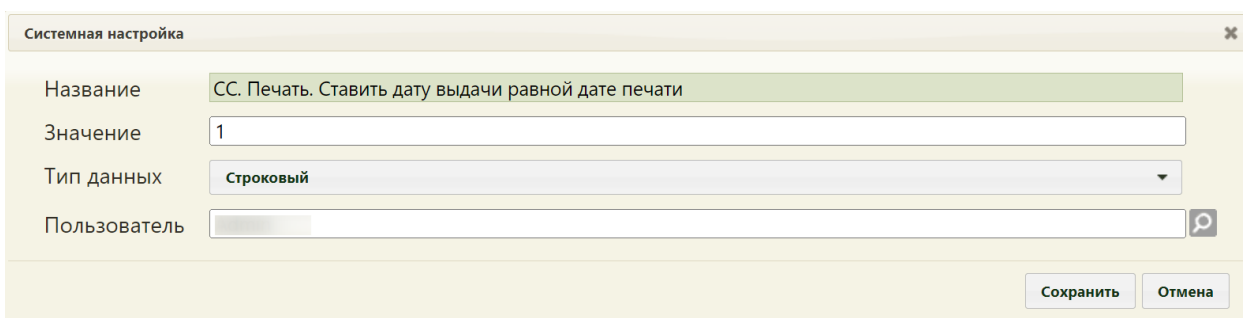 Системная настройка
Название СС. Печать. Ставить дату выдачи равной дате печати
Значение 1
Тип данных Строковый
Пользователь
Сохранить Отмена